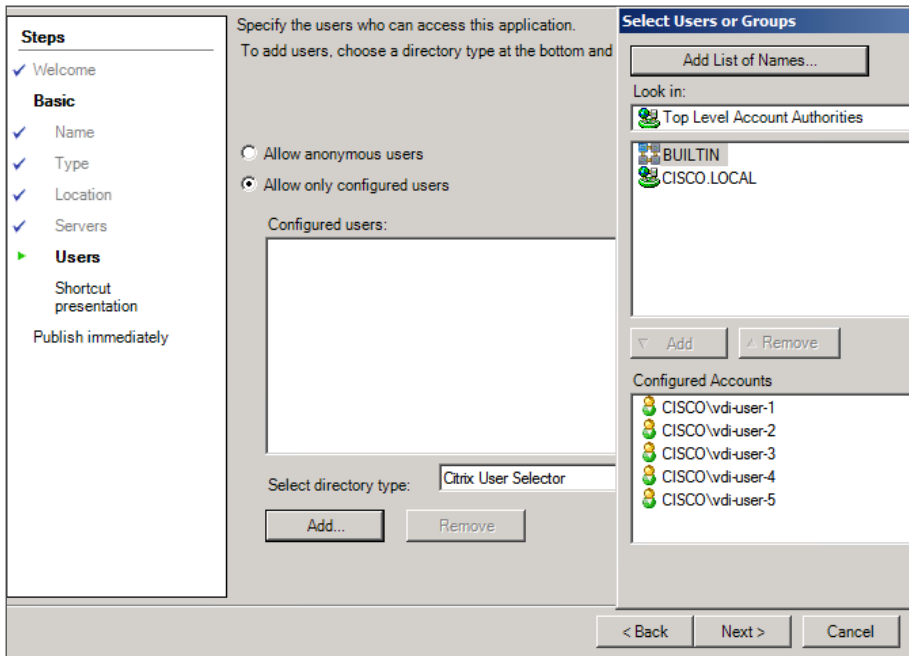 Steps
Welcome
Basic
Name
Type
Location
Servers
Users
Shortcut
presentation
Publish immediately
Specify the users who can access this application.
To add users, choose a directory type at the bottom and
Allow anonymous users
Allow only configured users
Configured users:
Select directory type:
Citrix User Selector
Add...
Remove
Select Users or Groups
Add List of Names...
Look in:
Top Level Account Authorities
BUILTIN
CISCO.LOCAL
Add
Remove
Configured Accounts
CISCO\vdi-user-1
CISCO\vdi-user-2
CISCO\vdi-user-3
CISCO\vdi-user-4
CISCO\vdi-user-5
< Back
Next >
Cancel